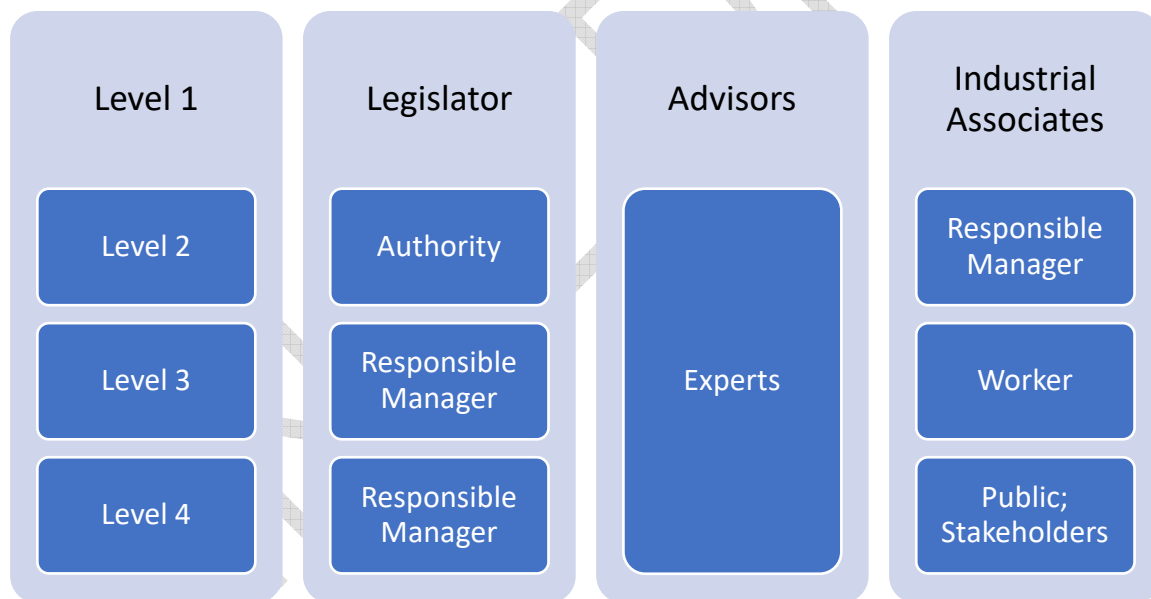 Level 1
Legislator
Advisors
Industrial
Associates
Level 2
Authority
Experts
Responsible
Manager
Level 3
Responsible
Manager
Worker
Level 4
Responsible
Manager
Public;
Stakeholders